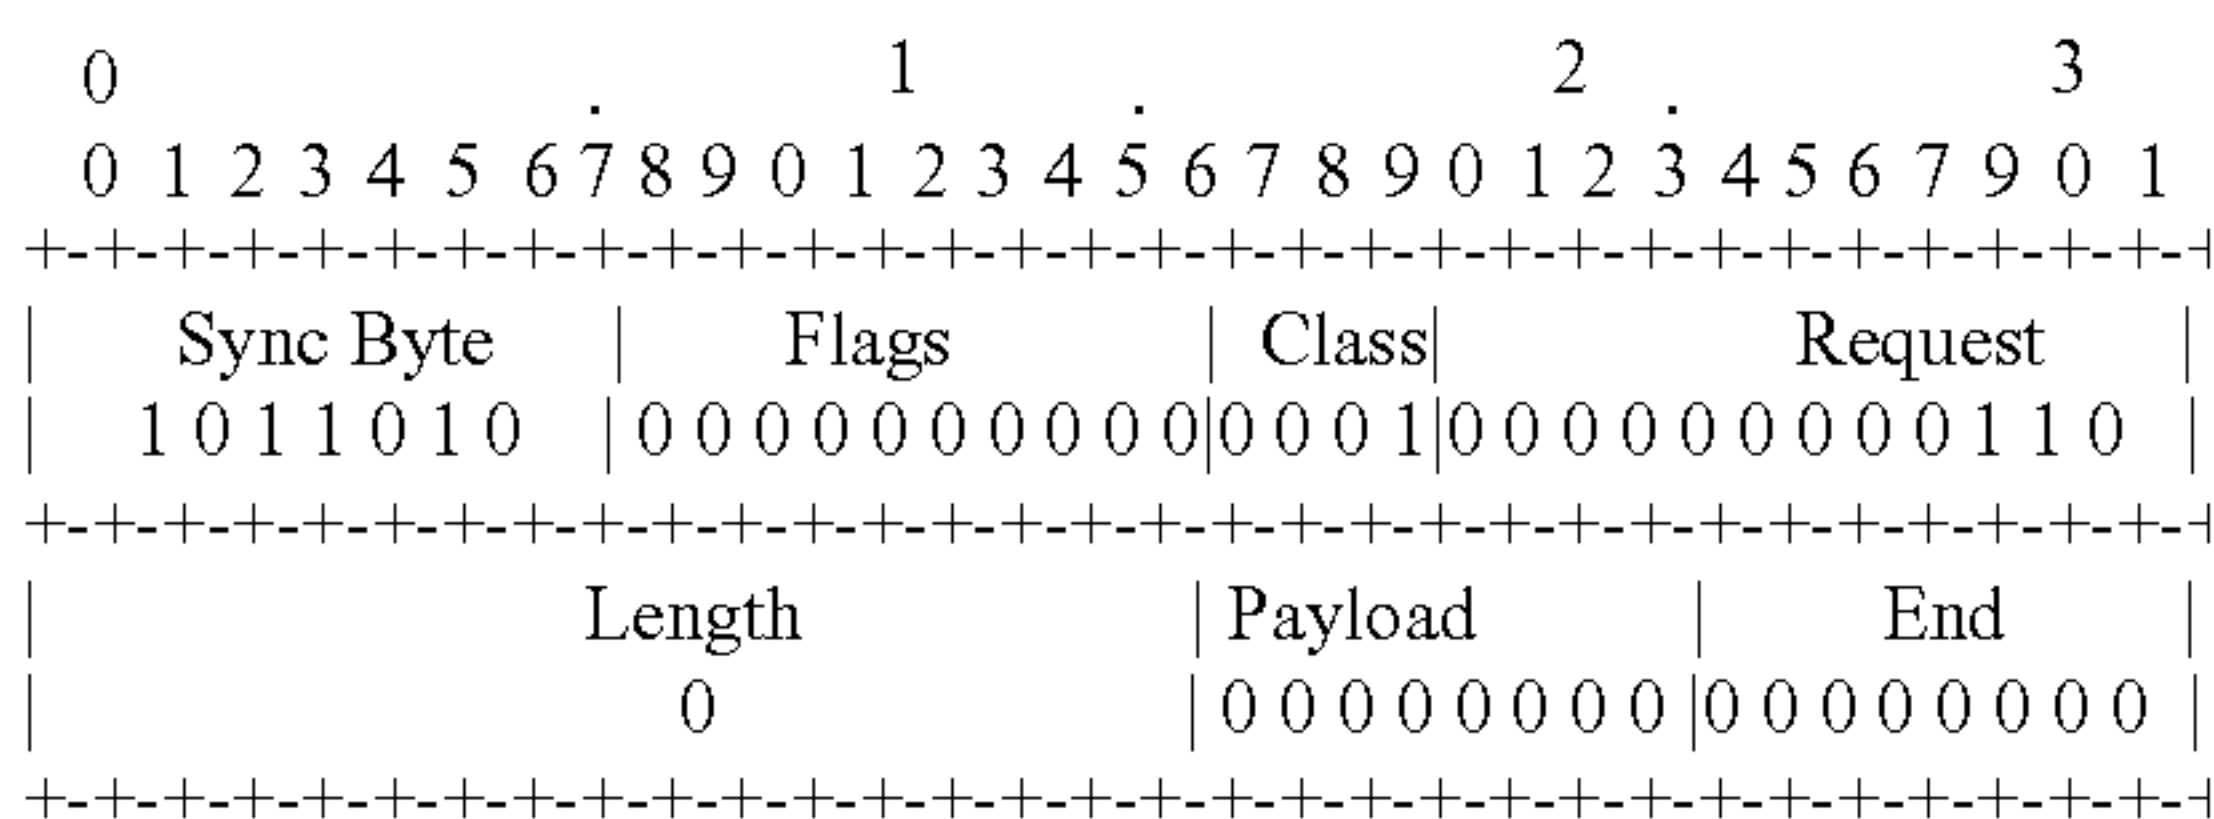 0 . 1 . 2 . 3
0 1 2 3 4 5 6 7 8 9 0 1 2 3 4 5 6 7 8 9 0 1 2 3 4 5 6 7 9 0 1
+-+-+-+-+-+-+-+-+-+-+-+-+-+-+-+-+-+-+-+-+-+-+-+-+-+-+-+-+-+-+-+
| Sync Byte | Flags | Class| Request |
| 1 0 1 1 0 1 0 |0 0 0 0 0 0 0 0 0 0|0 0 0 1|0 0 0 0 0 0 0 0 0 1 1 0 |
+-+-+-+-+-+-+-+-+-+-+-+-+-+-+-+-+-+-+-+-+-+-+-+-+-+-+-+-+-+-+-+
| Length | Payload | End |
| 0 |0 0 0 0 0 0 0 0 |0 0 0 0 0 0 0 0 |
+-+-+-+-+-+-+-+-+-+-+-+-+-+-+-+-+-+-+-+-+-+-+-+-+-+-+-+-+-+-+-+